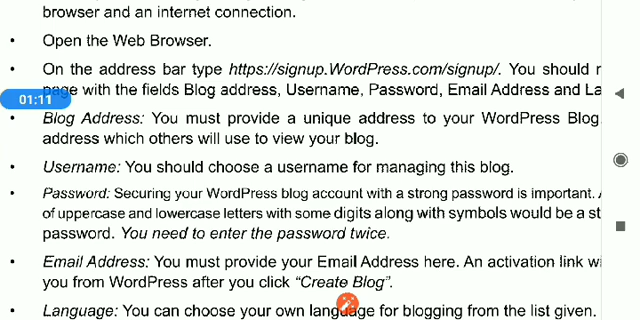 browser and an internet connection.
• Open the Web Browser.
• On the address bar type https://signup.WordPress.com/signup/. You should r
page with the fields Blog address, Username, Password, Email Address and La
01:11
• Blog Address: You must provide a unique address to your WordPress Blog.
address which others will use to view your blog.
• Username: You should choose a username for managing this blog.
• Password: Securing your WordPress blog account with a strong password is important.
of uppercase and lowercase letters with some digits along with symbols would be a st
password. You need to enter the password twice.
• Email Address: You must provide your Email Address here. An activation link wi
you from WordPress after you click “Create Blog”.
• Language: You can choose your own language for blogging from the list given.